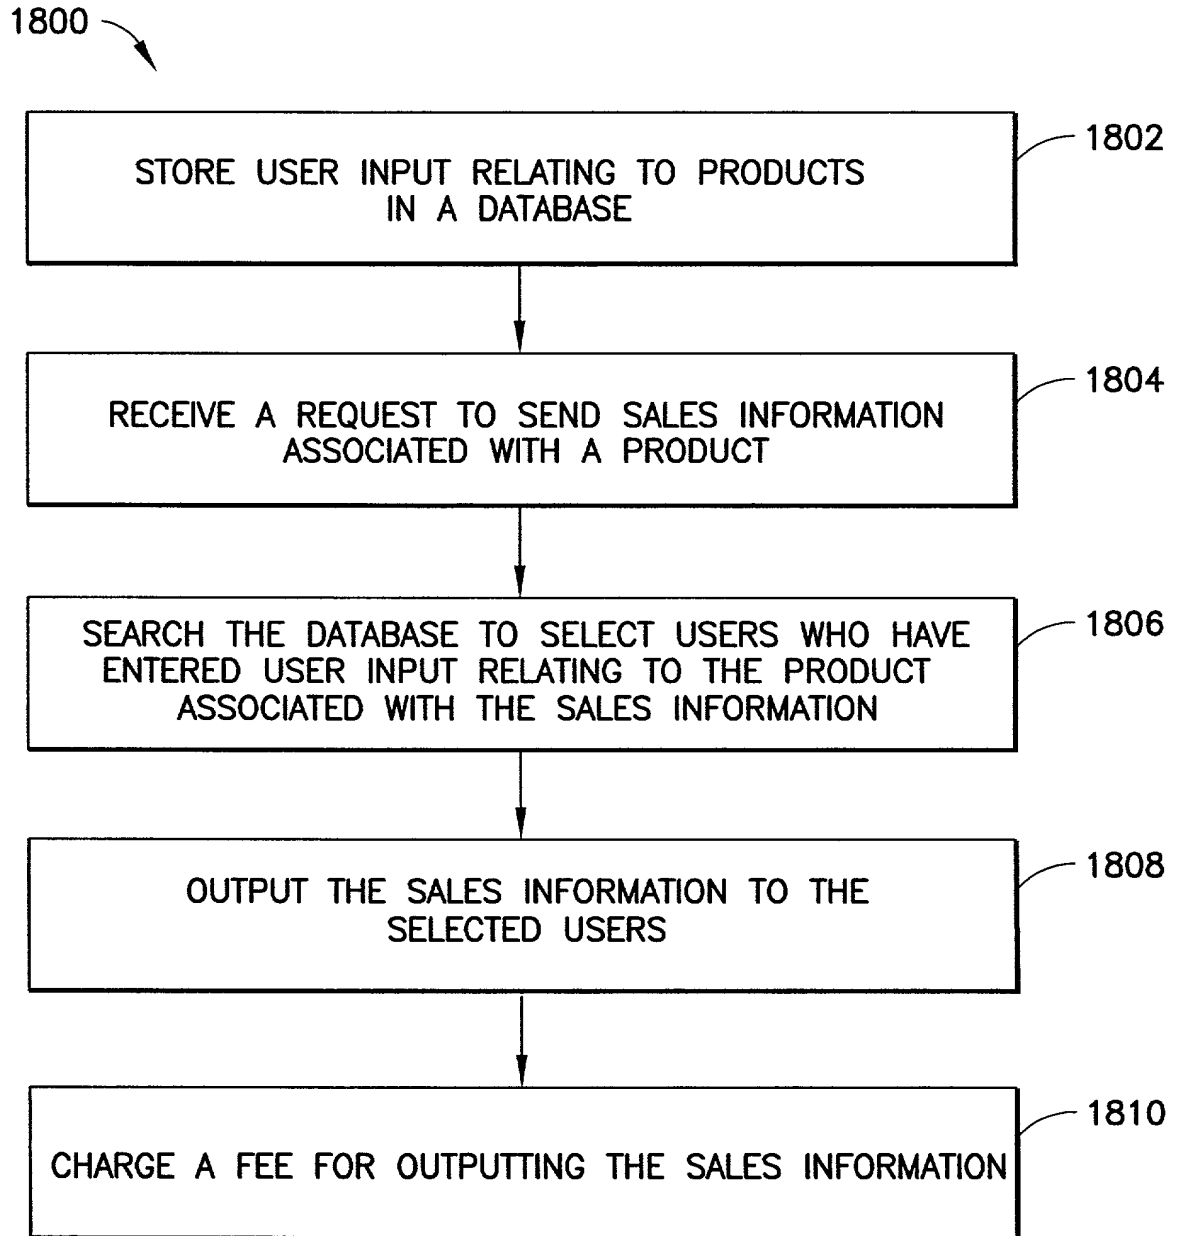 1800
STORE USER INPUT RELATING TO PRODUCTS
IN A DATABASE
1802
RECEIVE A REQUEST TO SEND SALES INFORMATION
ASSOCIATED WITH A PRODUCT
1804
SEARCH THE DATABASE TO SELECT USERS WHO HAVE
ENTERED USER INPUT RELATING TO THE PRODUCT
ASSOCIATED WITH THE SALES INFORMATION
1806
OUTPUT THE SALES INFORMATION TO THE
SELECTED USERS
1808
CHARGE A FEE FOR OUTPUTTING THE SALES INFORMATION
1810